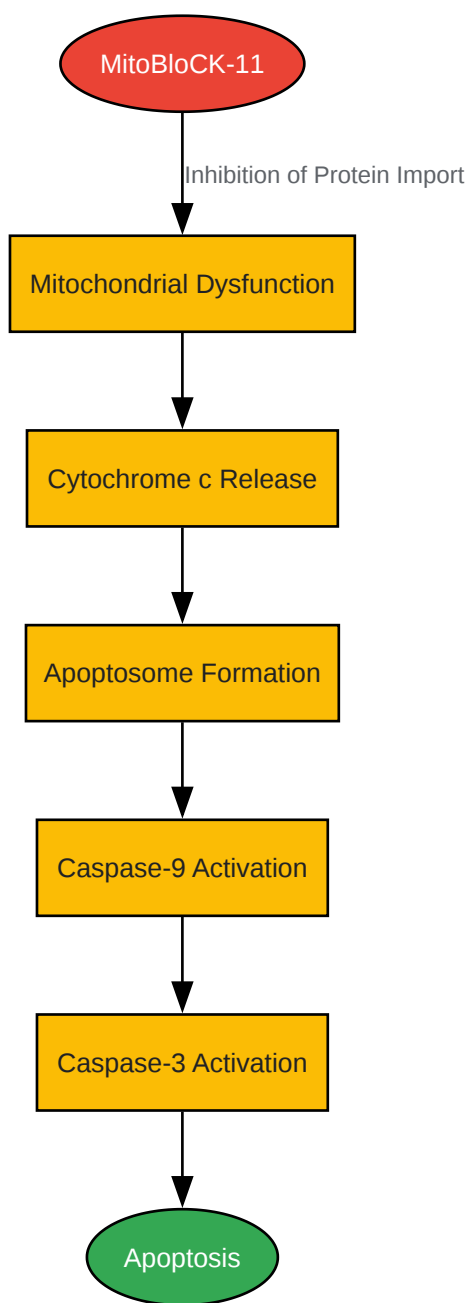 MitoBloCK-11
Inhibition of Protein Import
Mitochondrial Dysfunction
Cytochrome c Release
Apoptosome Formation
Caspase-9 Activation
Caspase-3 Activation
Apoptosis